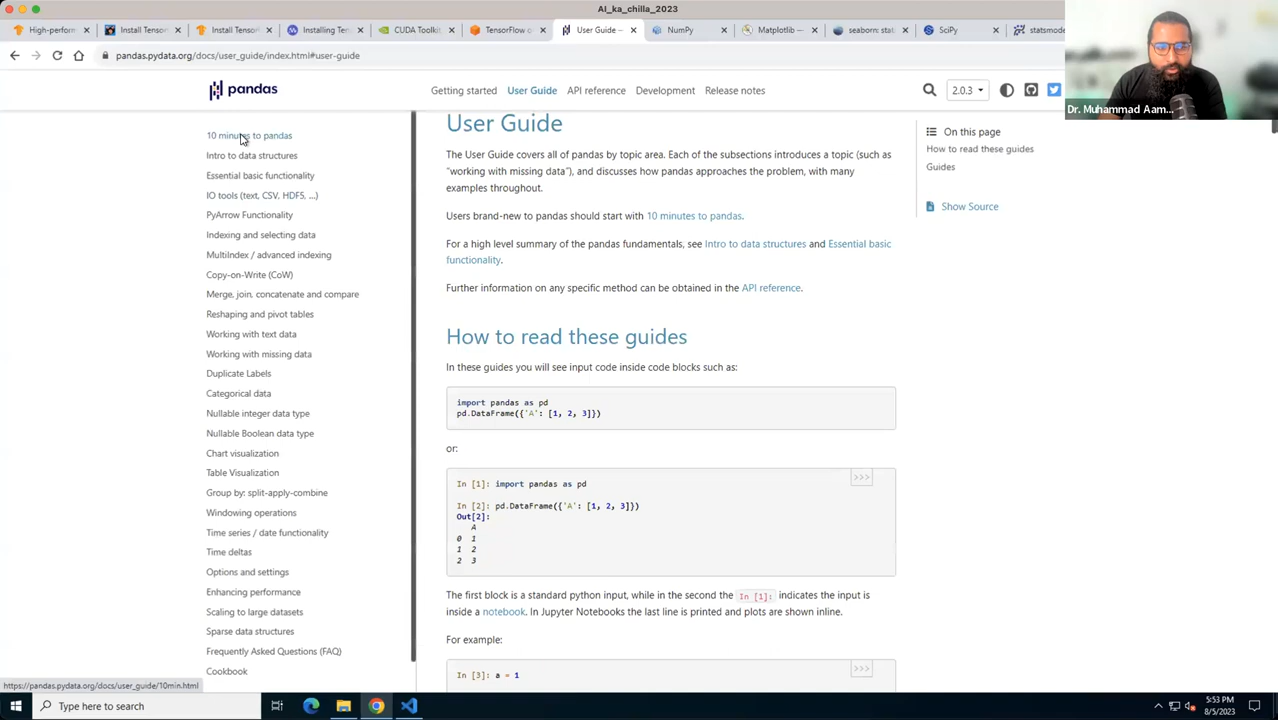 AI_ka_chilla_2023
High-perform
Install Tensor
Install Tensorf
Installing Ten
CUDA Toolkit
TensorFlow o
User Guide —
NumPy
Matplotlib —
seaborn: stat
SciPy
statsmode
pandas.pydata.org/docs/user_guide/index.html#user-guide
pandas
Getting started
User Guide
API reference
Development
Release notes
2.0.3
Dr. Muhammad Aam...
10 minutes to pandas
Intro to data structures
Essential basic functionality
IO tools (text, CSV, HDF5, ...)
PyArrow Functionality
Indexing and selecting data
MultiIndex / advanced indexing
Copy-on-Write (CoW)
Merge, join, concatenate and compare
Reshaping and pivot tables
Working with text data
Working with missing data
Duplicate Labels
Categorical data
Nullable integer data type
Nullable Boolean data type
Chart visualization
Table Visualization
Group by: split-apply-combine
Windowing operations
Time series / date functionality
Time deltas
Options and settings
Enhancing performance
Scaling to large datasets
Sparse data structures
Frequently Asked Questions (FAQ)
Cookbook
User Guide
The User Guide covers all of pandas by topic area. Each of the subsections introduces a topic (such as
"working with missing data"), and discusses how pandas approaches the problem, with many
examples throughout.
Users brand-new to pandas should start with 10 minutes to pandas.
For a high level summary of the pandas fundamentals, see Intro to data structures and Essential basic
functionality.
Further information on any specific method can be obtained in the API reference.
How to read these guides
In these guides you will see input code inside code blocks such as:
import pandas as pd
pd.DataFrame({'A': [1, 2, 3]})
or:
>>>
In [1]: import pandas as pd
In [2]: pd.DataFrame({'A': [1, 2, 3]})
Out[2]:
A
0 1
1 2
2 3
The first block is a standard python input, while in the second the In [1]: indicates the input is
inside a notebook. In Jupyter Notebooks the last line is printed and plots are shown inline.
For example:
>>>
In [3]: a = 1
On this page
How to read these guides
Guides
Show Source
https://pandas.pydata.org/docs/user_guide/10min.html
Type here to search
5:53 PM
8/5/2023